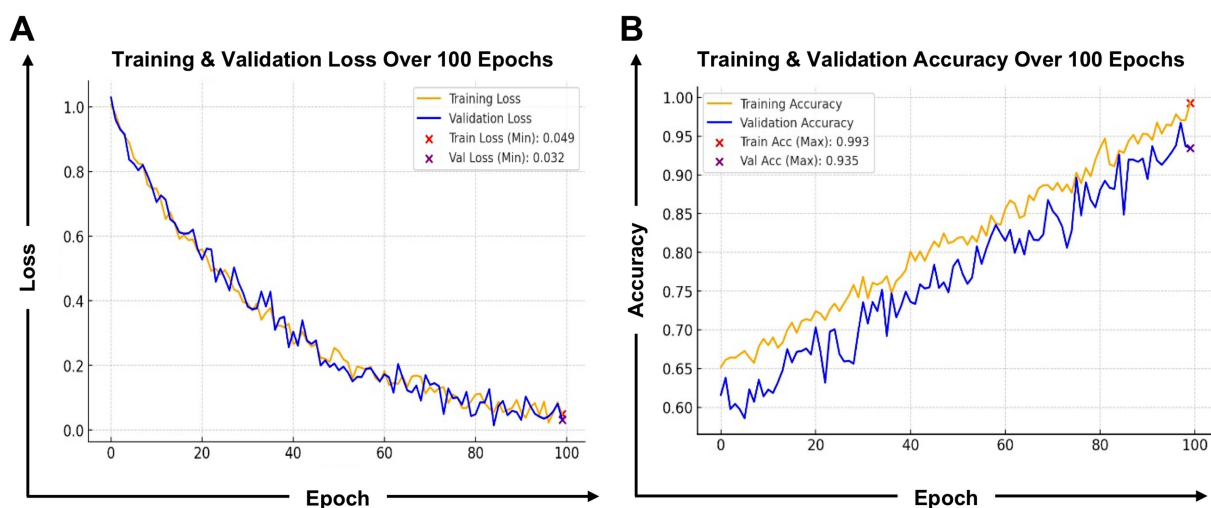 A
Training & Validation Loss Over 100 Epochs
Training Loss
Validation Loss
Train Loss (Min): 0.049
Val Loss (Min): 0.032
1.0
0.8
0.6
0.4
0.2
0.0
0 20 40 60 80 100
Loss
Epoch
B
Training & Validation Accuracy Over 100 Epochs
Training Accuracy
Validation Accuracy
Train Acc (Max): 0.993
Val Acc (Max): 0.935
1.00
0.95
0.90
0.85
0.80
0.75
0.70
0.65
0.60
0 20 40 60 80 100
Accuracy
Epoch